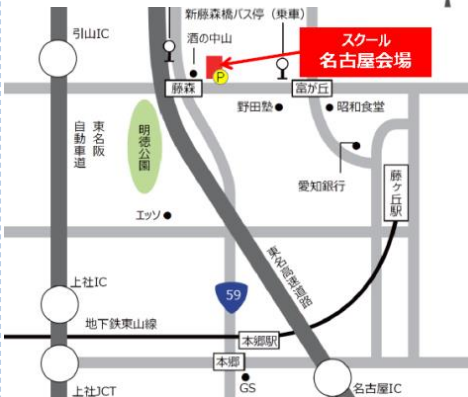 新藤森橋バス停(乗車)
引山IC
酒の中山
スクール
名古屋会場
P
藤森
富が丘
野田塾
昭和食堂
東名阪
自動車道
明徳公園
愛知銀行
藤ヶ丘駅
エッソ
東名高速道路
上社IC
59
地下鉄東山線
本郷駅
本郷
上社JCT
GS
名古屋IC